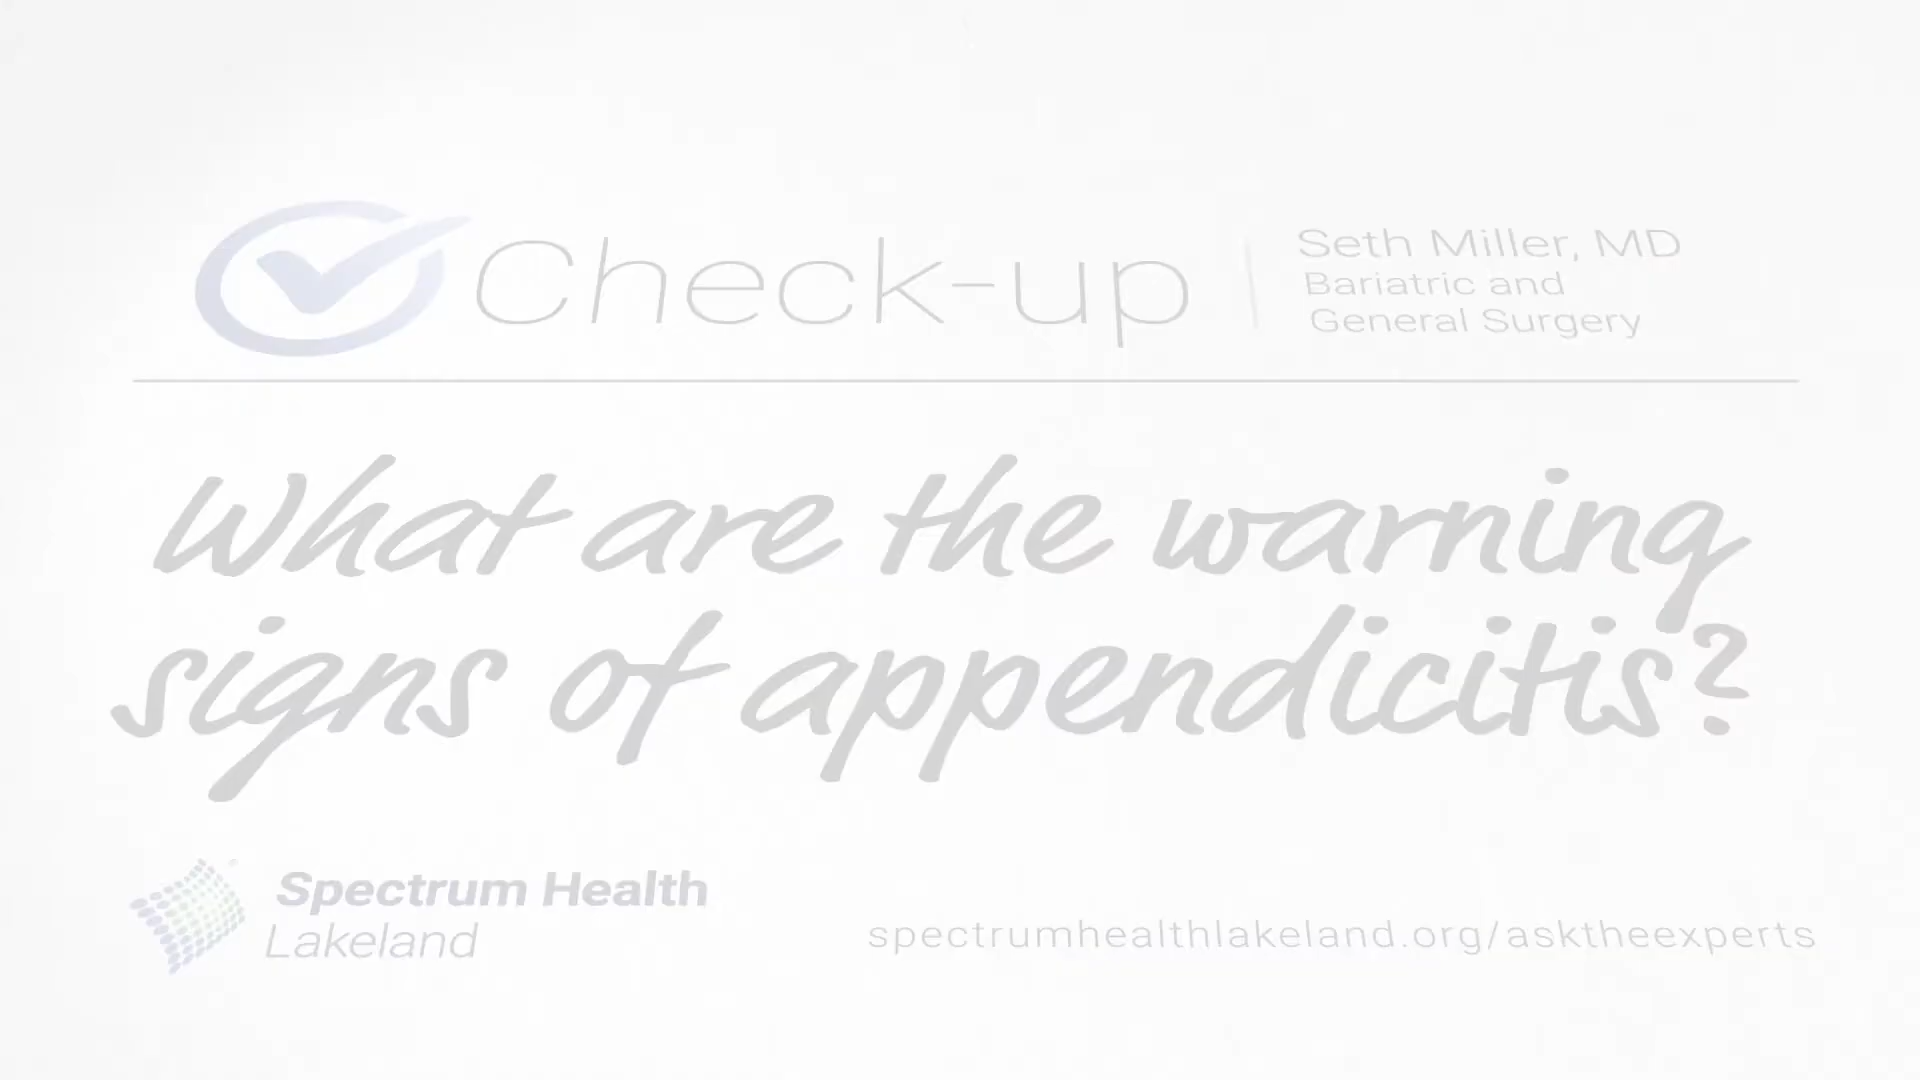 Check-up
Seth Miller, MD
Bariatric and
General Surgery
What are the warning
signs of appendicitis?
Spectrum Health
Lakeland
spectrumhealthlakeland.org/asktheexperts